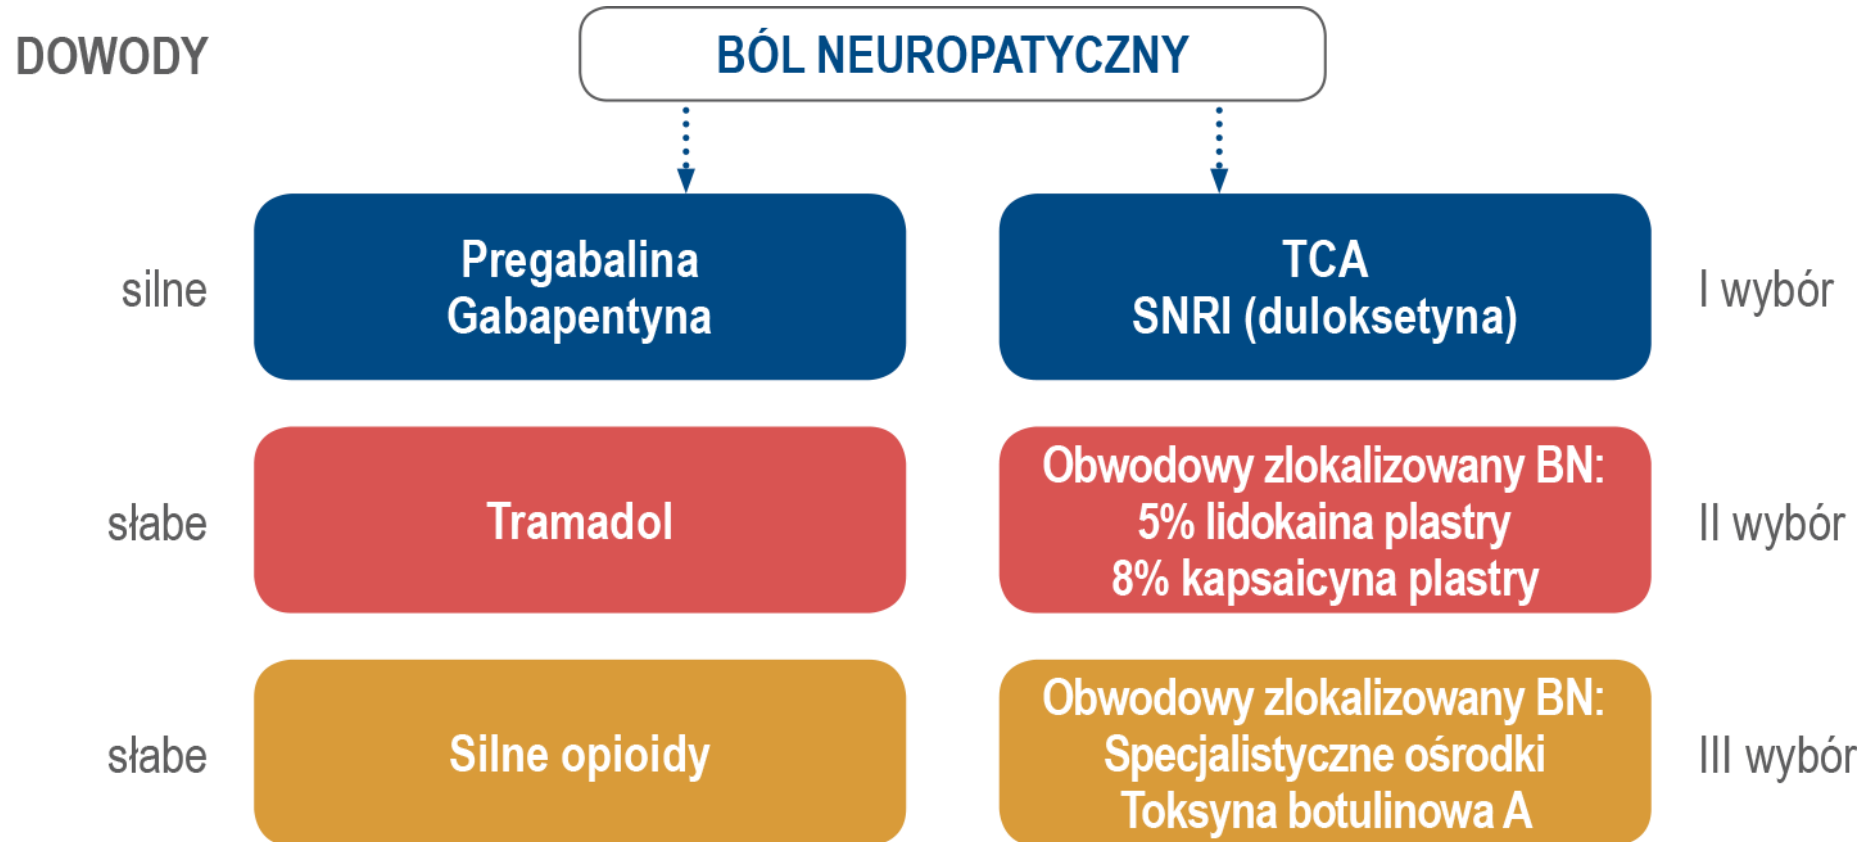 DOWODY
BÓL NEUROPATYCZNY
silne
Pregabalina
Gabapentyna
TCA
SNRI (duloksetyna)
I wybór
słabe
Tramadol
Obwodowy zlokalizowany BN:
5% lidokaina plastry
8% kapsaicyna plastry
II wybór
słabe
Silne opioidy
Obwodowy zlokalizowany BN:
Specjalistyczne ośrodki
Toksyna botulinowa A
III wybór